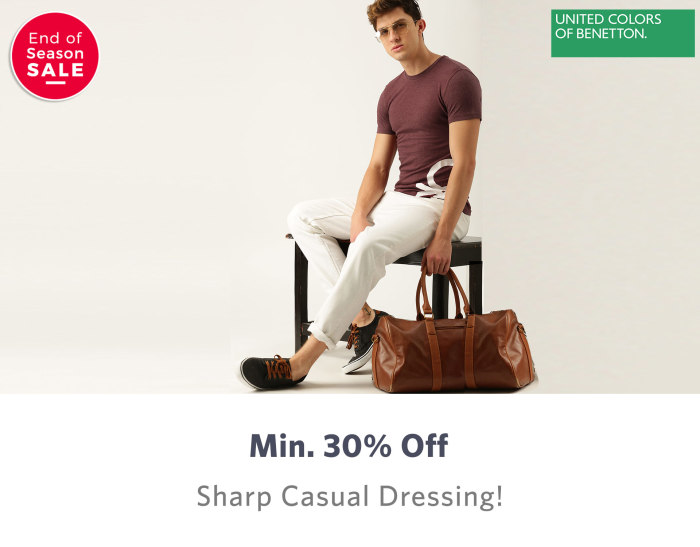 End of
Season
SALE
UNITED COLORS
OF BENETTON.
Min. 30% Off
Sharp Casual Dressing!